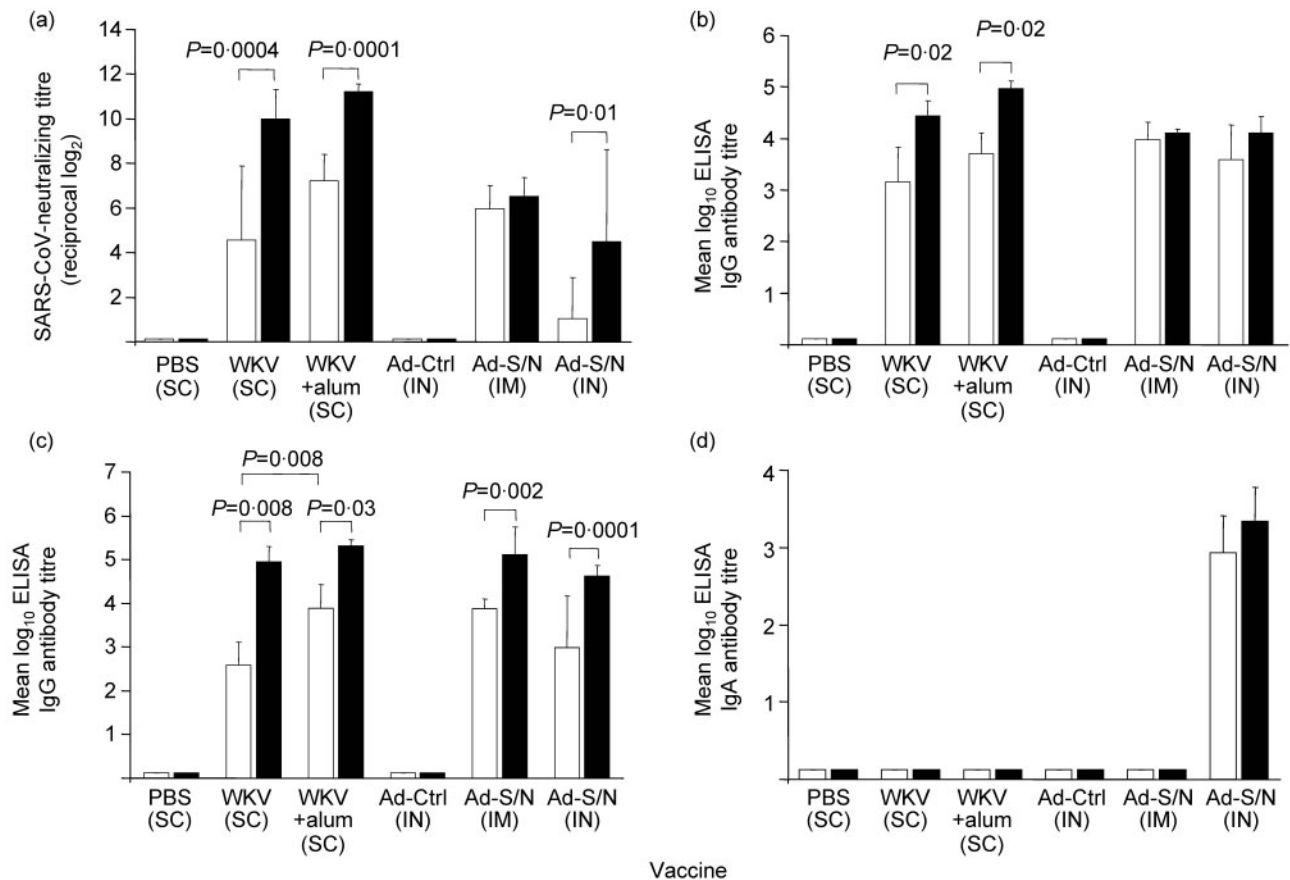 (a)
SARS-CoV-neutralizing titre
(reciprocal log₂)
14
12
10
8
6
4
2
P=0·0004
P=0·0001
P=0·01
PBS
(SC)
WKV
(SC)
WKV
+alum
(SC)
Ad-Ctrl
(IN)
Ad-S/N
(IM)
Ad-S/N
(IN)
(b)
Mean log₁₀ ELISA
IgG antibody titre
6
5
4
3
2
1
P=0·02
P=0·02
PBS
(SC)
WKV
(SC)
WKV
+alum
(SC)
Ad-Ctrl
(IN)
Ad-S/N
(IM)
Ad-S/N
(IN)
(c)
Mean log₁₀ ELISA
IgG antibody titre
7
6
5
4
3
2
1
P=0·008
P=0·008
P=0·03
P=0·002
P=0·0001
PBS
(SC)
WKV
(SC)
WKV
+alum
(SC)
Ad-Ctrl
(IN)
Ad-S/N
(IM)
Ad-S/N
(IN)
(d)
Mean log₁₀ ELISA
IgA antibody titre
4
3
2
1
PBS
(SC)
WKV
(SC)
WKV
+alum
(SC)
Ad-Ctrl
(IN)
Ad-S/N
(IM)
Ad-S/N
(IN)
Vaccine